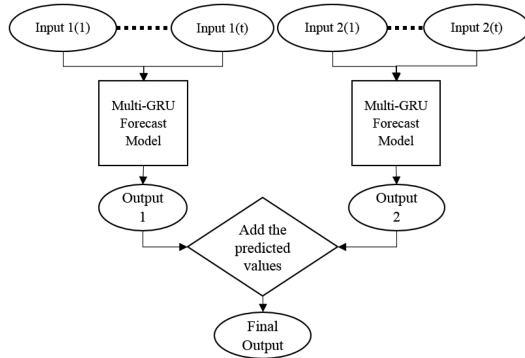 Input 1(1)
Input 1(t)
Input 2(1)
Input 2(t)
Multi-GRU
Forecast
Model
Multi-GRU
Forecast
Model
Output
1
Output
2
Add the
predicted
values
Final
Output